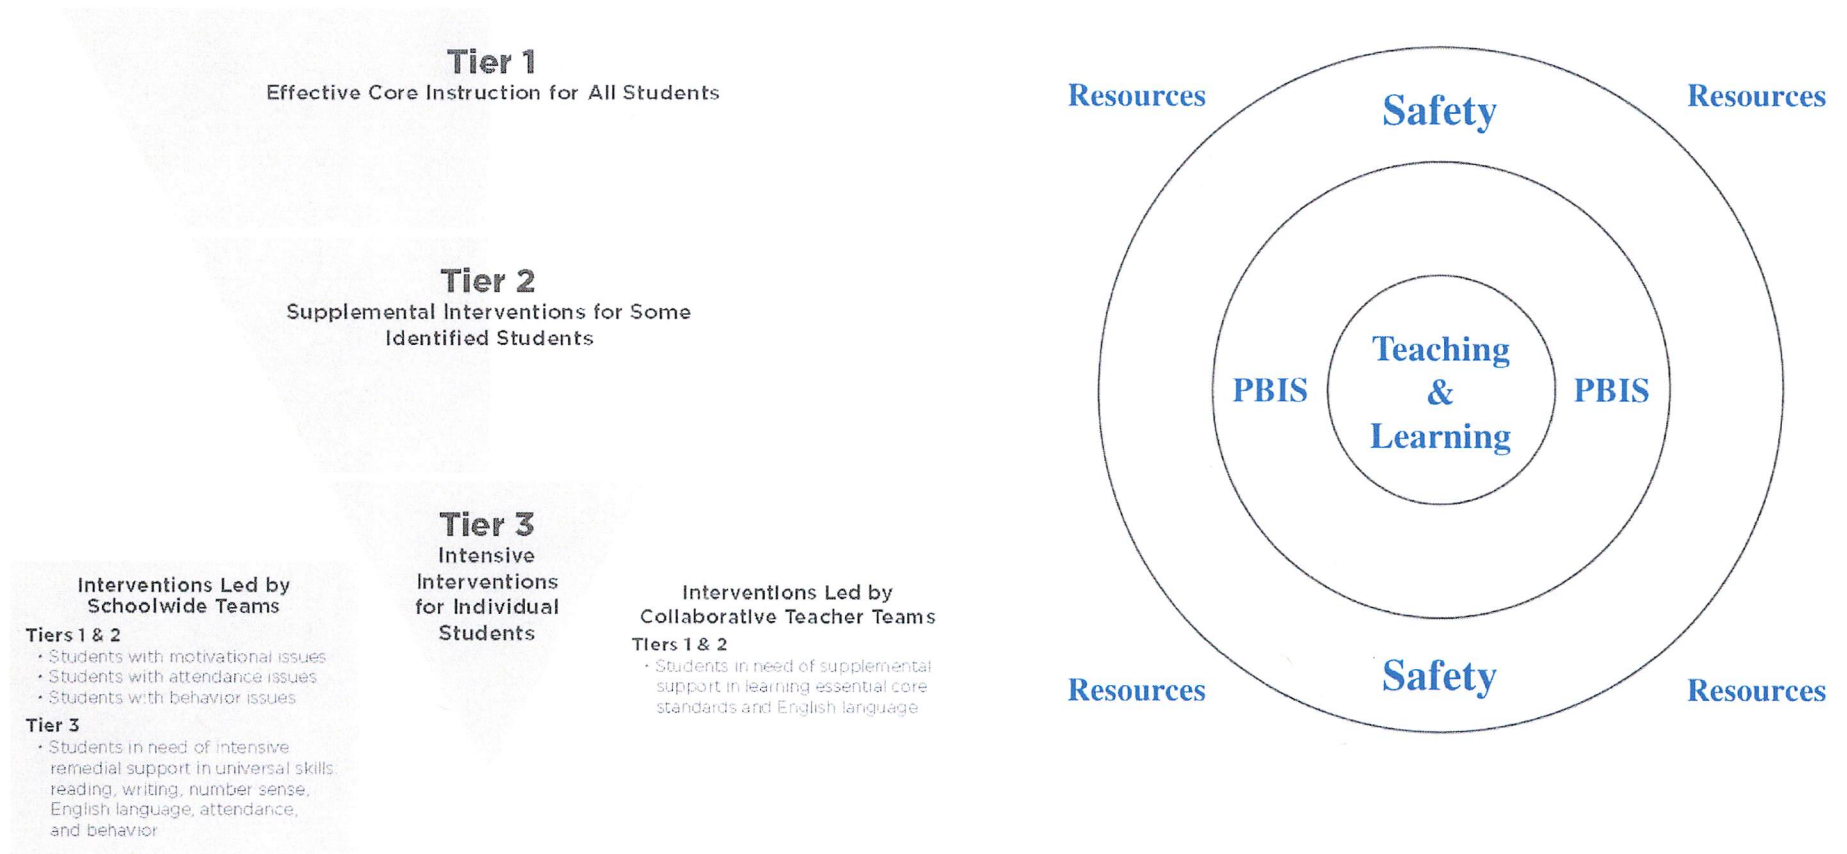 Tier 1
Effective Core Instruction for All Students
Tier 2
Supplemental Interventions for Some
Identified Students
Tier 3
Intensive
Interventions
for Individual
Students
Interventions Led by
Schoolwide Teams
Tiers 1 & 2
• Students with motivational issues
• Students with attendance issues
• Students with behavior issues
Tier 3
• Students in need of intensive
remedial support in universal skills:
reading, writing, number sense,
English language, attendance,
and behavior
Interventions Led by
Collaborative Teacher Teams
Tiers 1 & 2
• Students in need of supplemental
support in learning essential core
standards and English language
Resources
Safety
Resources
PBIS
Teaching
&
Learning
PBIS
Resources
Safety
Resources